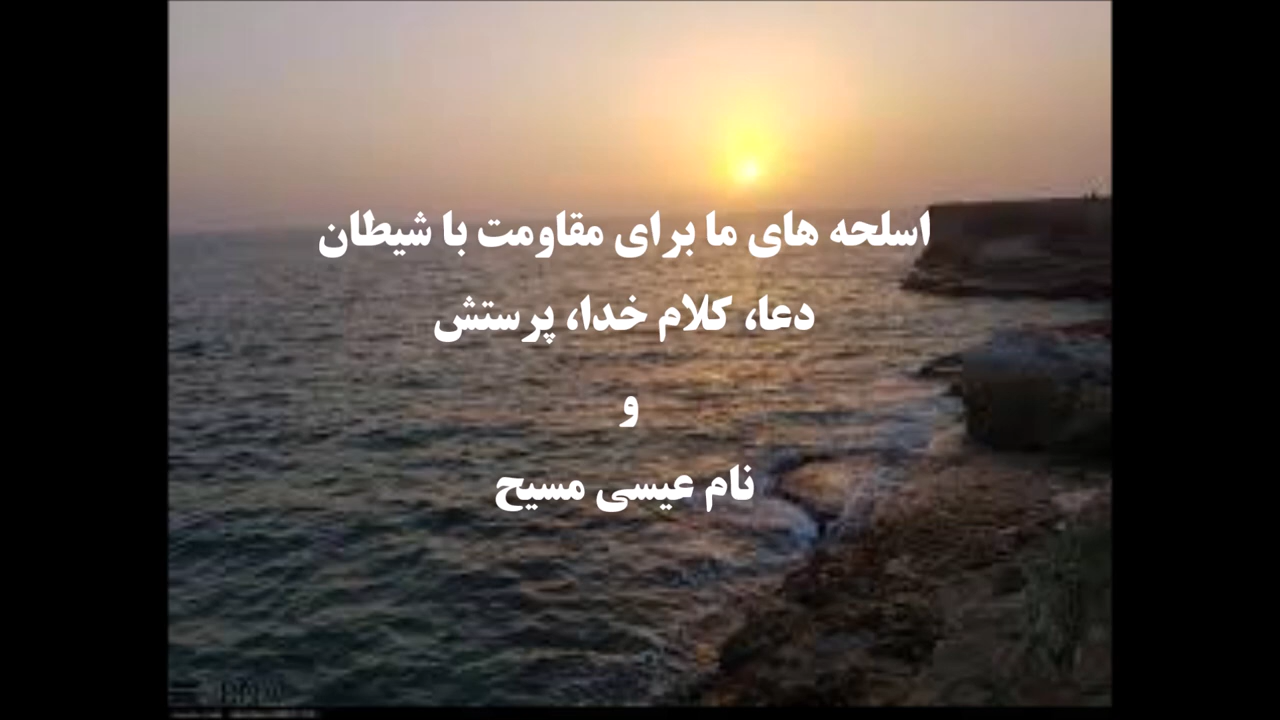 اسلحه های ما برای مقاومت با شیطان
دعا، کلام خدا، پرستش
و
نام عیسی مسیح